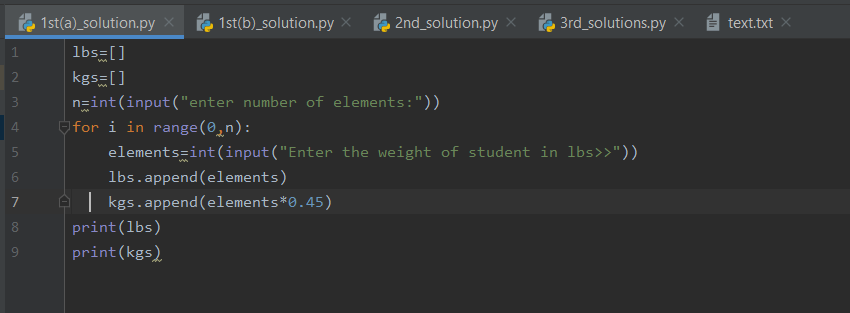 1st(a)_solution.py 1st(b)_solution.py 2nd_solution.py 3rd_solutions.py text.txt
1 lbs=[]
2 kgs=[]
3 n=int(input("enter number of elements:"))
4 for i in range(0,n):
5     elements=int(input("Enter the weight of student in lbs>>"))
6     lbs.append(elements)
7     kgs.append(elements*0.45)
8 print(lbs)
9 print(kgs)